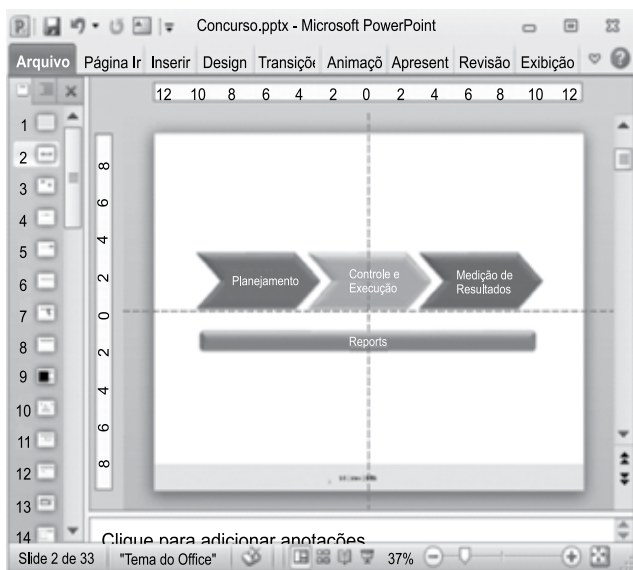 Concurso.pptx - Microsoft PowerPoint
Arquivo Página Ir Inserir Design Transiçõe Animaçõ Apresent Revisão Exibição
12 10 8 6 4 2 0 2 4 6 8 10 12
1
2
3
4
5
6
7
8
9
10
11
12
13
14
8
6
4
2
0
2
4
6
8
Planejamento
Controle e
Execução
Medição de
Resultados
Reports
Clique para adicionar anotações
Slide 2 de 33 "Tema do Office" 37%